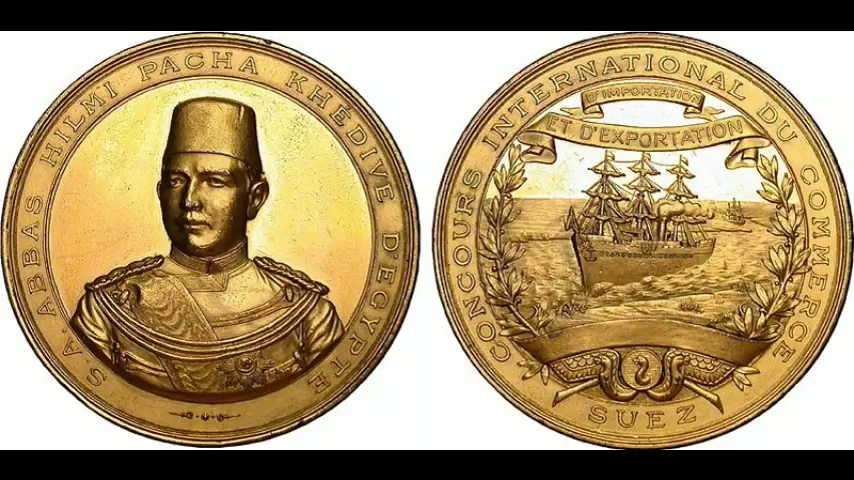 S.A. ABBAS HILMI PACHA KHÉDIVE D'EGYPTE
CONCOURS INTERNATIONAL DU COMMERCE
D'IMPORTATION
ET D'EXPORTATION
SUEZ